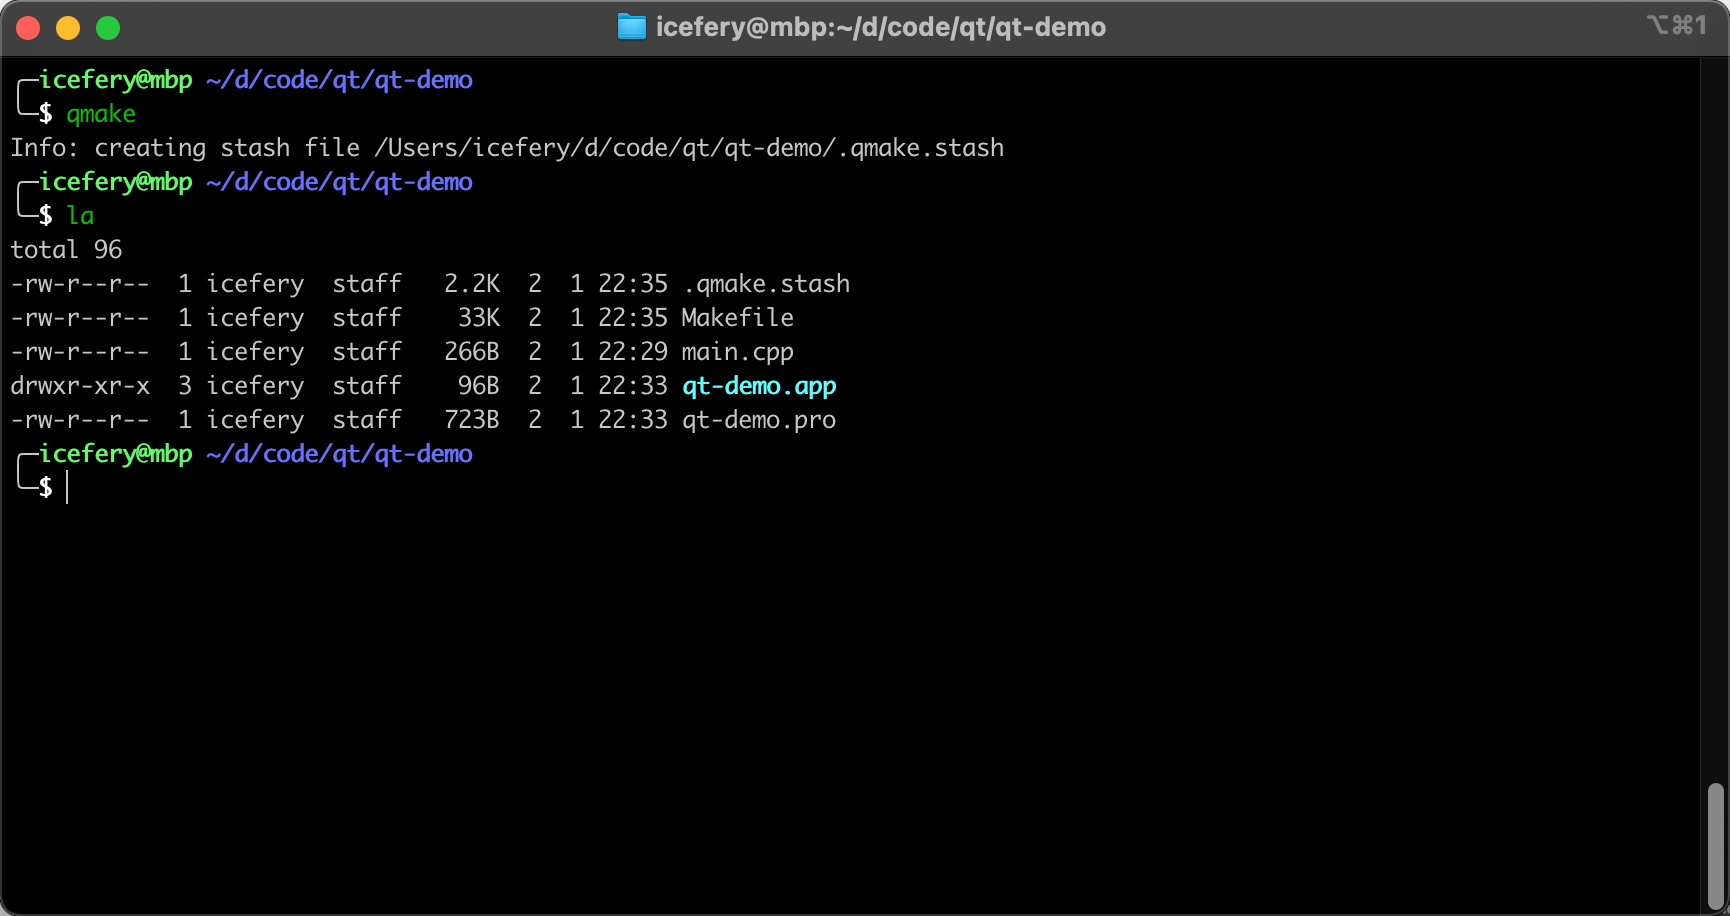 icefery@mbp:~/d/code/qt/qt-demo ⌥⌘1
icefery@mbp ~/d/code/qt/qt-demo
$ qmake
Info: creating stash file /Users/icefery/d/code/qt/qt-demo/.qmake.stash
icefery@mbp ~/d/code/qt/qt-demo
$ la
total 96
-rw-r--r--  1 icefery  staff   2.2K  2  1 22:35 .qmake.stash
-rw-r--r--  1 icefery  staff    33K  2  1 22:35 Makefile
-rw-r--r--  1 icefery  staff   266B  2  1 22:29 main.cpp
drwxr-xr-x  3 icefery  staff    96B  2  1 22:33 qt-demo.app
-rw-r--r--  1 icefery  staff   723B  2  1 22:33 qt-demo.pro
icefery@mbp ~/d/code/qt/qt-demo
$